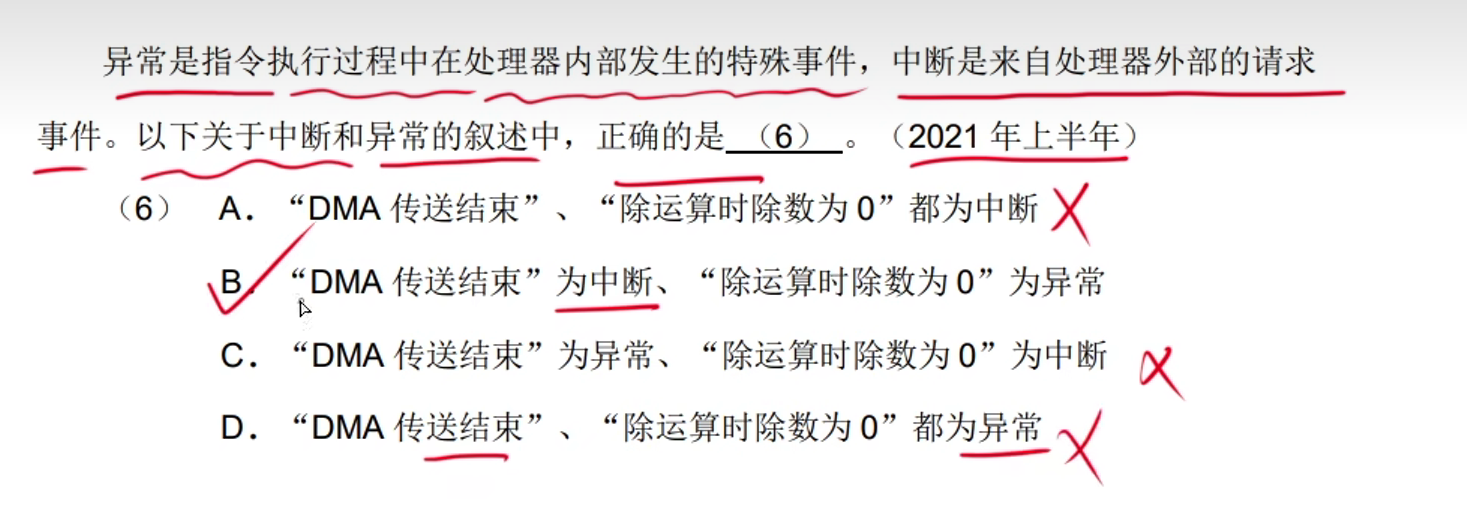 异常是指令执行过程中在处理器内部发生的特殊事件，中断是来自处理器外部的请求
事件。以下关于中断和异常的叙述中，正确的是（6）。（2021 年上半年）
（6） A．“DMA 传送结束”、“除运算时除数为 0”都为中断
B．“DMA 传送结束”为中断、“除运算时除数为 0”为异常
C．“DMA 传送结束”为异常、“除运算时除数为 0”为中断
D．“DMA 传送结束”、“除运算时除数为 0”都为异常